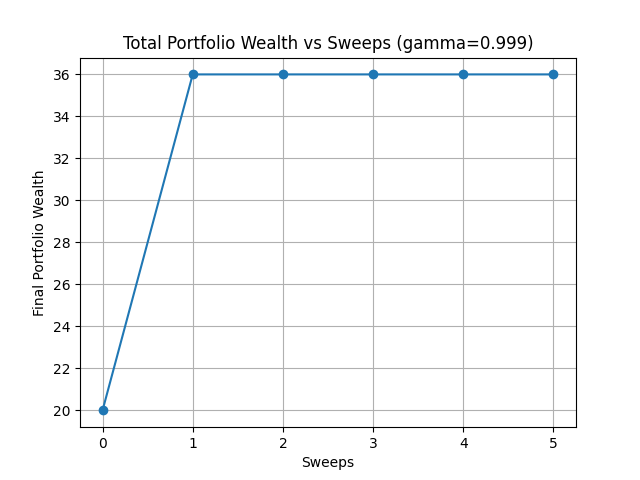 Total Portfolio Wealth vs Sweeps (gamma=0.999)
Final Portfolio Wealth
36
34
32
30
28
26
24
22
20
0 1 2 3 4 5
Sweeps